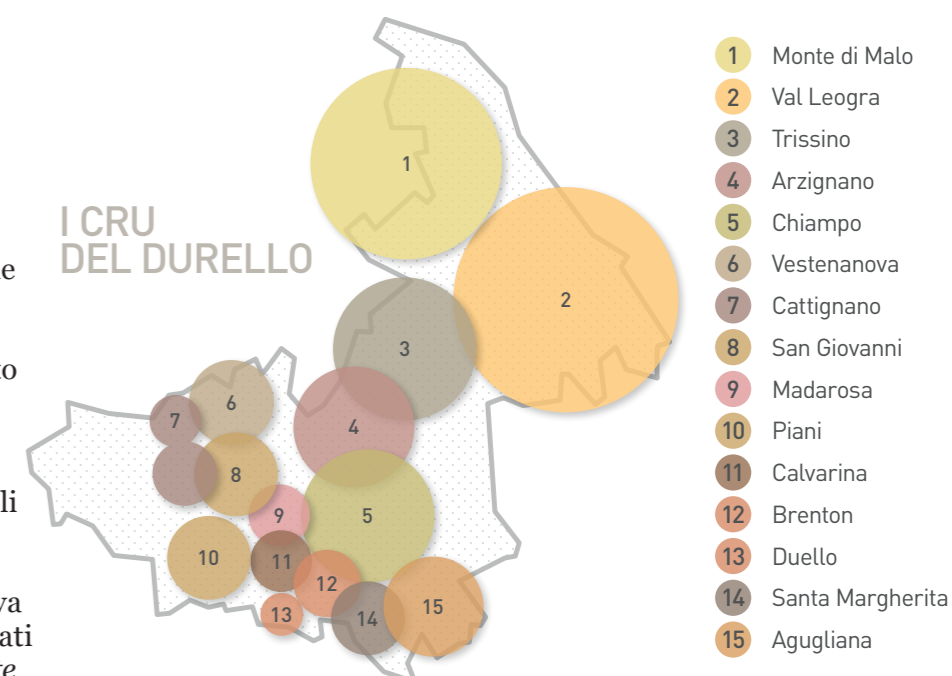 I CRU
DEL DURELLO
li
ati
1
2
3
4
5
6
7
8
9
10
11
12
13
14
15
1 Monte di Malo
2 Val Leogra
3 Trissino
4 Arzignano
5 Chiampo
6 Vestenanova
7 Cattignano
8 San Giovanni
9 Madarosa
10 Piani
11 Calvarina
12 Brenton
13 Duello
14 Santa Margherita
15 Agugliana